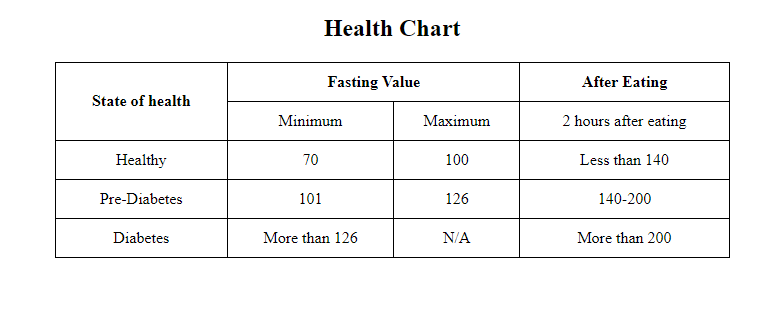 Health Chart
State of health Fasting Value After Eating
Minimum Maximum 2 hours after eating
Healthy 70 100 Less than 140
Pre-Diabetes 101 126 140-200
Diabetes More than 126 N/A More than 200